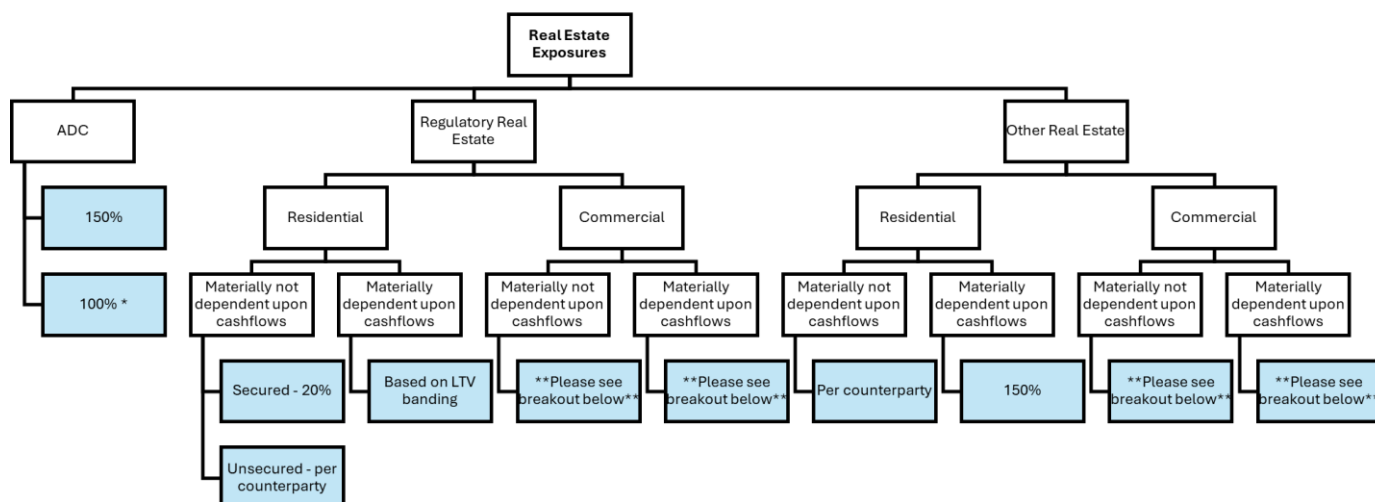 Real Estate
Exposures
ADC
Regulatory Real
Estate
Other Real Estate
150%
100% *
Residential
Commercial
Residential
Commercial
Materially not
dependent upon
cashflows
Materially
dependent upon
cashflows
Materially not
dependent upon
cashflows
Materially
dependent upon
cashflows
Materially not
dependent upon
cashflows
Materially
dependent upon
cashflows
Materially not
dependent upon
cashflows
Materially
dependent upon
cashflows
Secured - 20%
Based on LTV
banding
**Please see
breakout below**
**Please see
breakout below**
Per counterparty
150%
**Please see
breakout below**
**Please see
breakout below**
Unsecured - per
counterparty